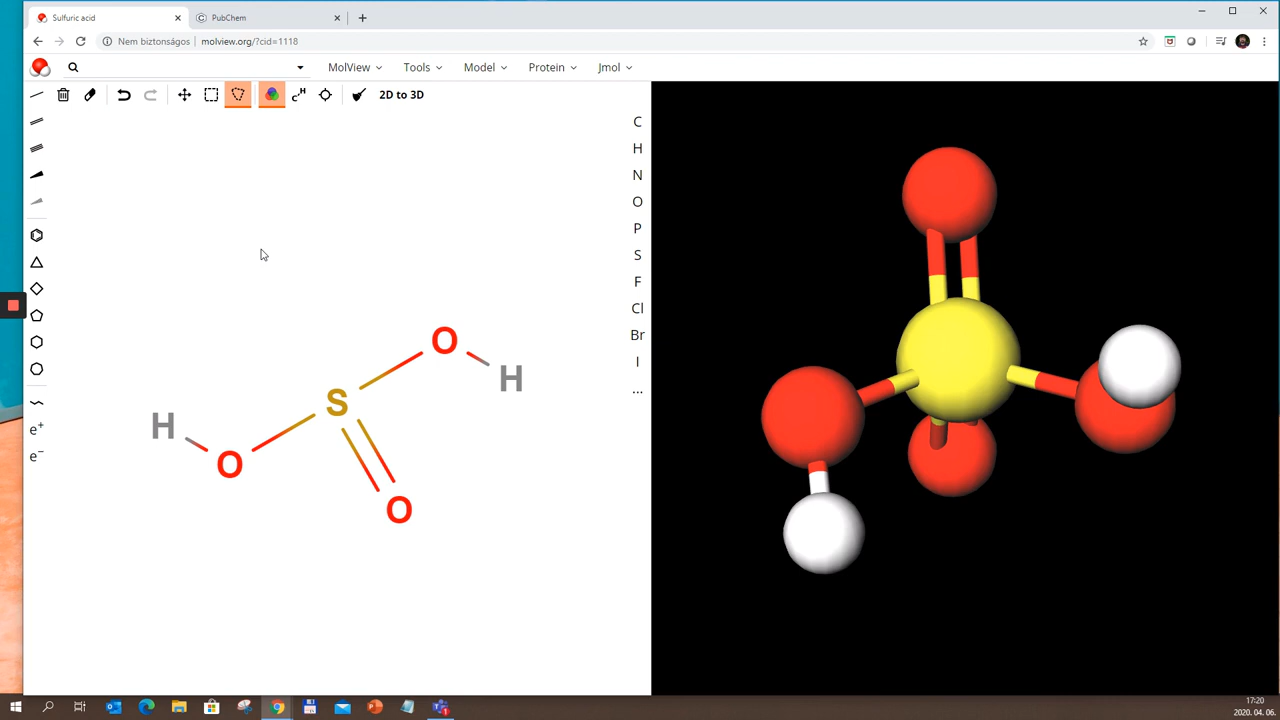 Sulfuric acid
PubChem
Nem biztonságos
molview.org/?cid=1118
MolView
Tools
Model
Protein
Jmol
C H
2D to 3D
C
H
N
O
P
S
F
Cl
Br
I
...
e+
e−
O
H
S
H
O
O
17:20
2020. 04. 06.